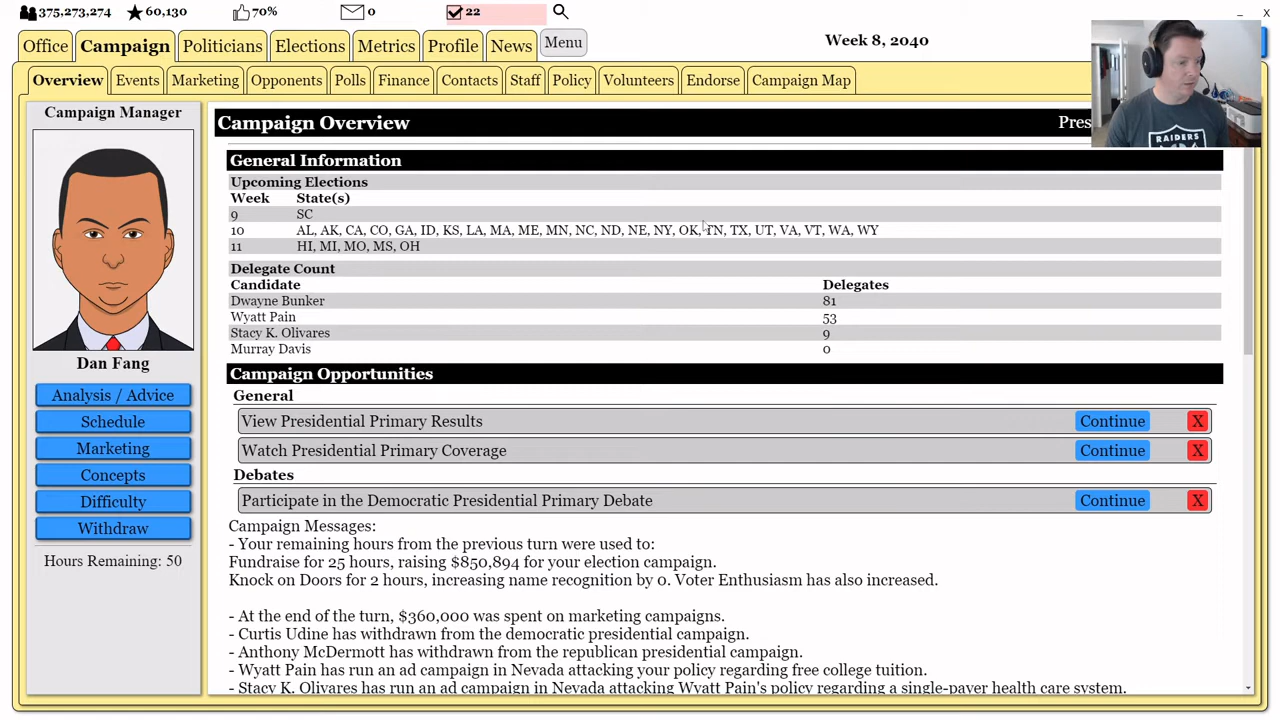 375,273,274 60,130 70% 0 22
Office Campaign Politicians Elections Metrics Profile News Menu Week 8, 2040
_ X
Overview Events Marketing Opponents Polls Finance Contacts Staff Policy Volunteers Endorse Campaign Map
RAIDERS
Campaign Manager
Dan Fang
Analysis / Advice
Schedule
Marketing
Concepts
Difficulty
Withdraw
Hours Remaining: 50
Campaign Overview Pres
General Information
Upcoming Elections
Week State(s)
9 SC
10 AL, AK, CA, CO, GA, ID, KS, LA, MA, ME, MN, NC, ND, NE, NY, OK, TN, TX, UT, VA, VT, WA, WY
11 HI, MI, MO, MS, OH
Delegate Count
Candidate Delegates
Dwayne Bunker 81
Wyatt Pain 53
Stacy K. Olivares 9
Murray Davis 0
Campaign Opportunities
General
View Presidential Primary Results Continue X
Watch Presidential Primary Coverage Continue X
Debates
Participate in the Democratic Presidential Primary Debate Continue X
Campaign Messages:
- Your remaining hours from the previous turn were used to:
Fundraise for 25 hours, raising $850,894 for your election campaign.
Knock on Doors for 2 hours, increasing name recognition by 0. Voter Enthusiasm has also increased.
- At the end of the turn, $360,000 was spent on marketing campaigns.
- Curtis Udine has withdrawn from the democratic presidential campaign.
- Anthony McDermott has withdrawn from the republican presidential campaign.
- Wyatt Pain has run an ad campaign in Nevada attacking your policy regarding free college tuition.
- Stacy K. Olivares has run an ad campaign in Nevada attacking Wyatt Pain's policy regarding a single-payer health care system.